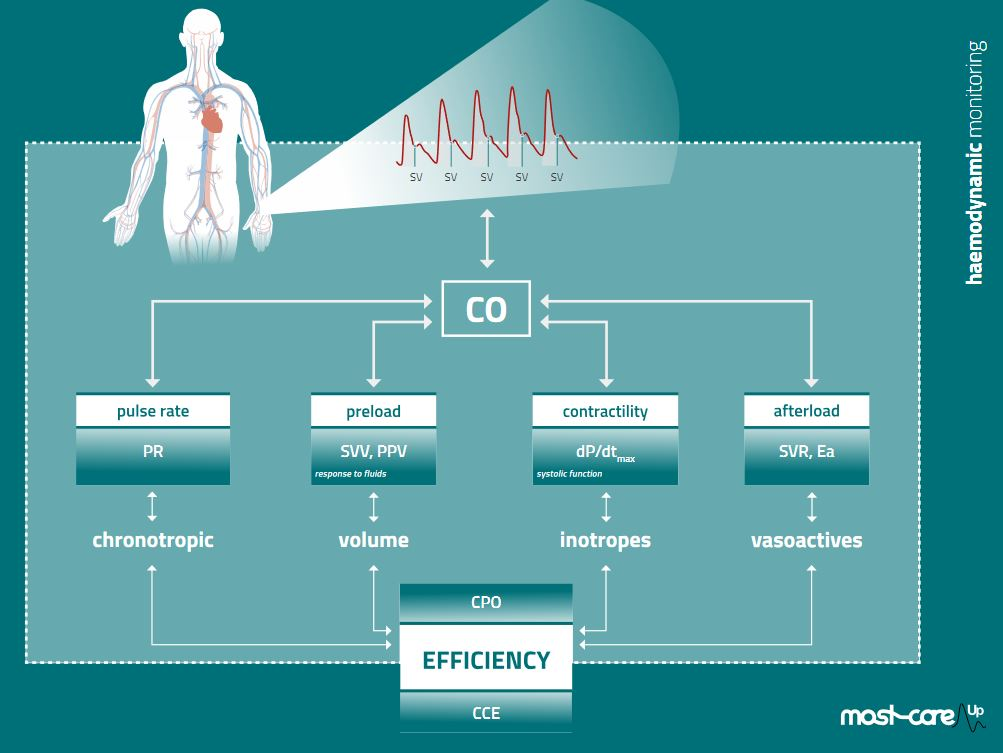 haemodynamic monitoring
SV SV SV SV SV
CO
pulse rate
PR
preload
SVV, PPV
response to fluids
contractility
dP/dtmax
systolic function
afterload
SVR, Ea
chronotropic
volume
inotropes
vasoactives
CPO
EFFICIENCY
CCE
most-care Up